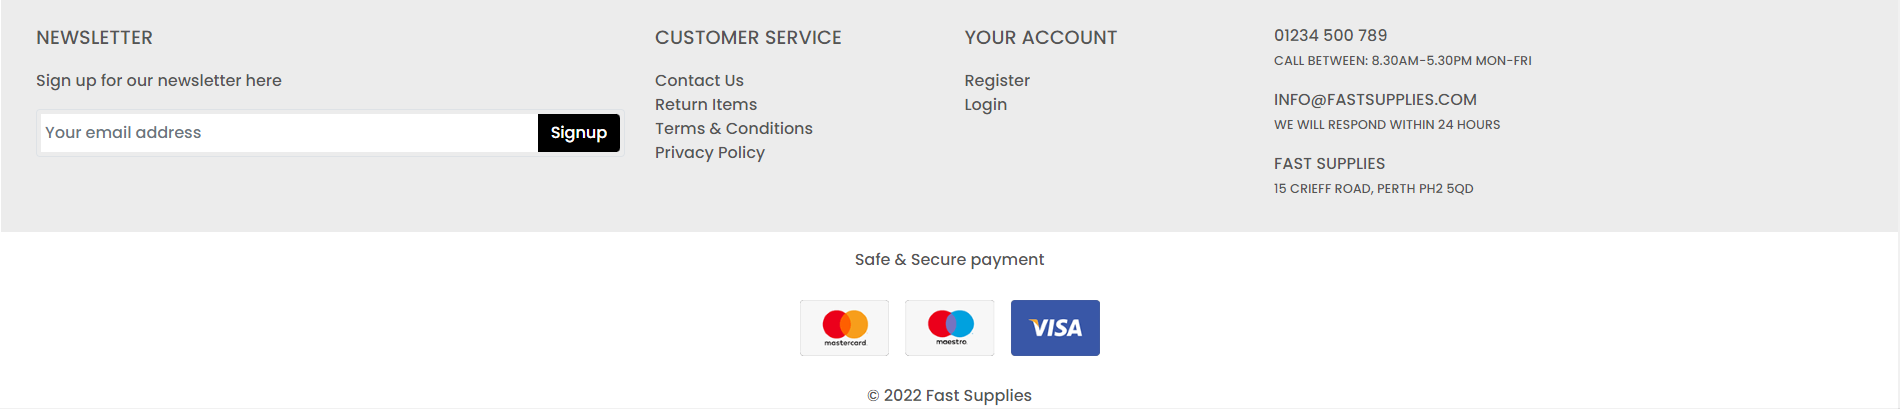 NEWSLETTER
Sign up for our newsletter here
Your email address
Signup
CUSTOMER SERVICE
Contact Us
Return Items
Terms & Conditions
Privacy Policy
YOUR ACCOUNT
Register
Login
01234 500 789
CALL BETWEEN: 8.30AM-5.30PM MON-FRI
INFO@FASTSUPPLIES.COM
WE WILL RESPOND WITHIN 24 HOURS
FAST SUPPLIES
15 CRIEFF ROAD, PERTH PH2 5QD
Safe & Secure payment
mastercard.
maestro.
VISA
© 2022 Fast Supplies